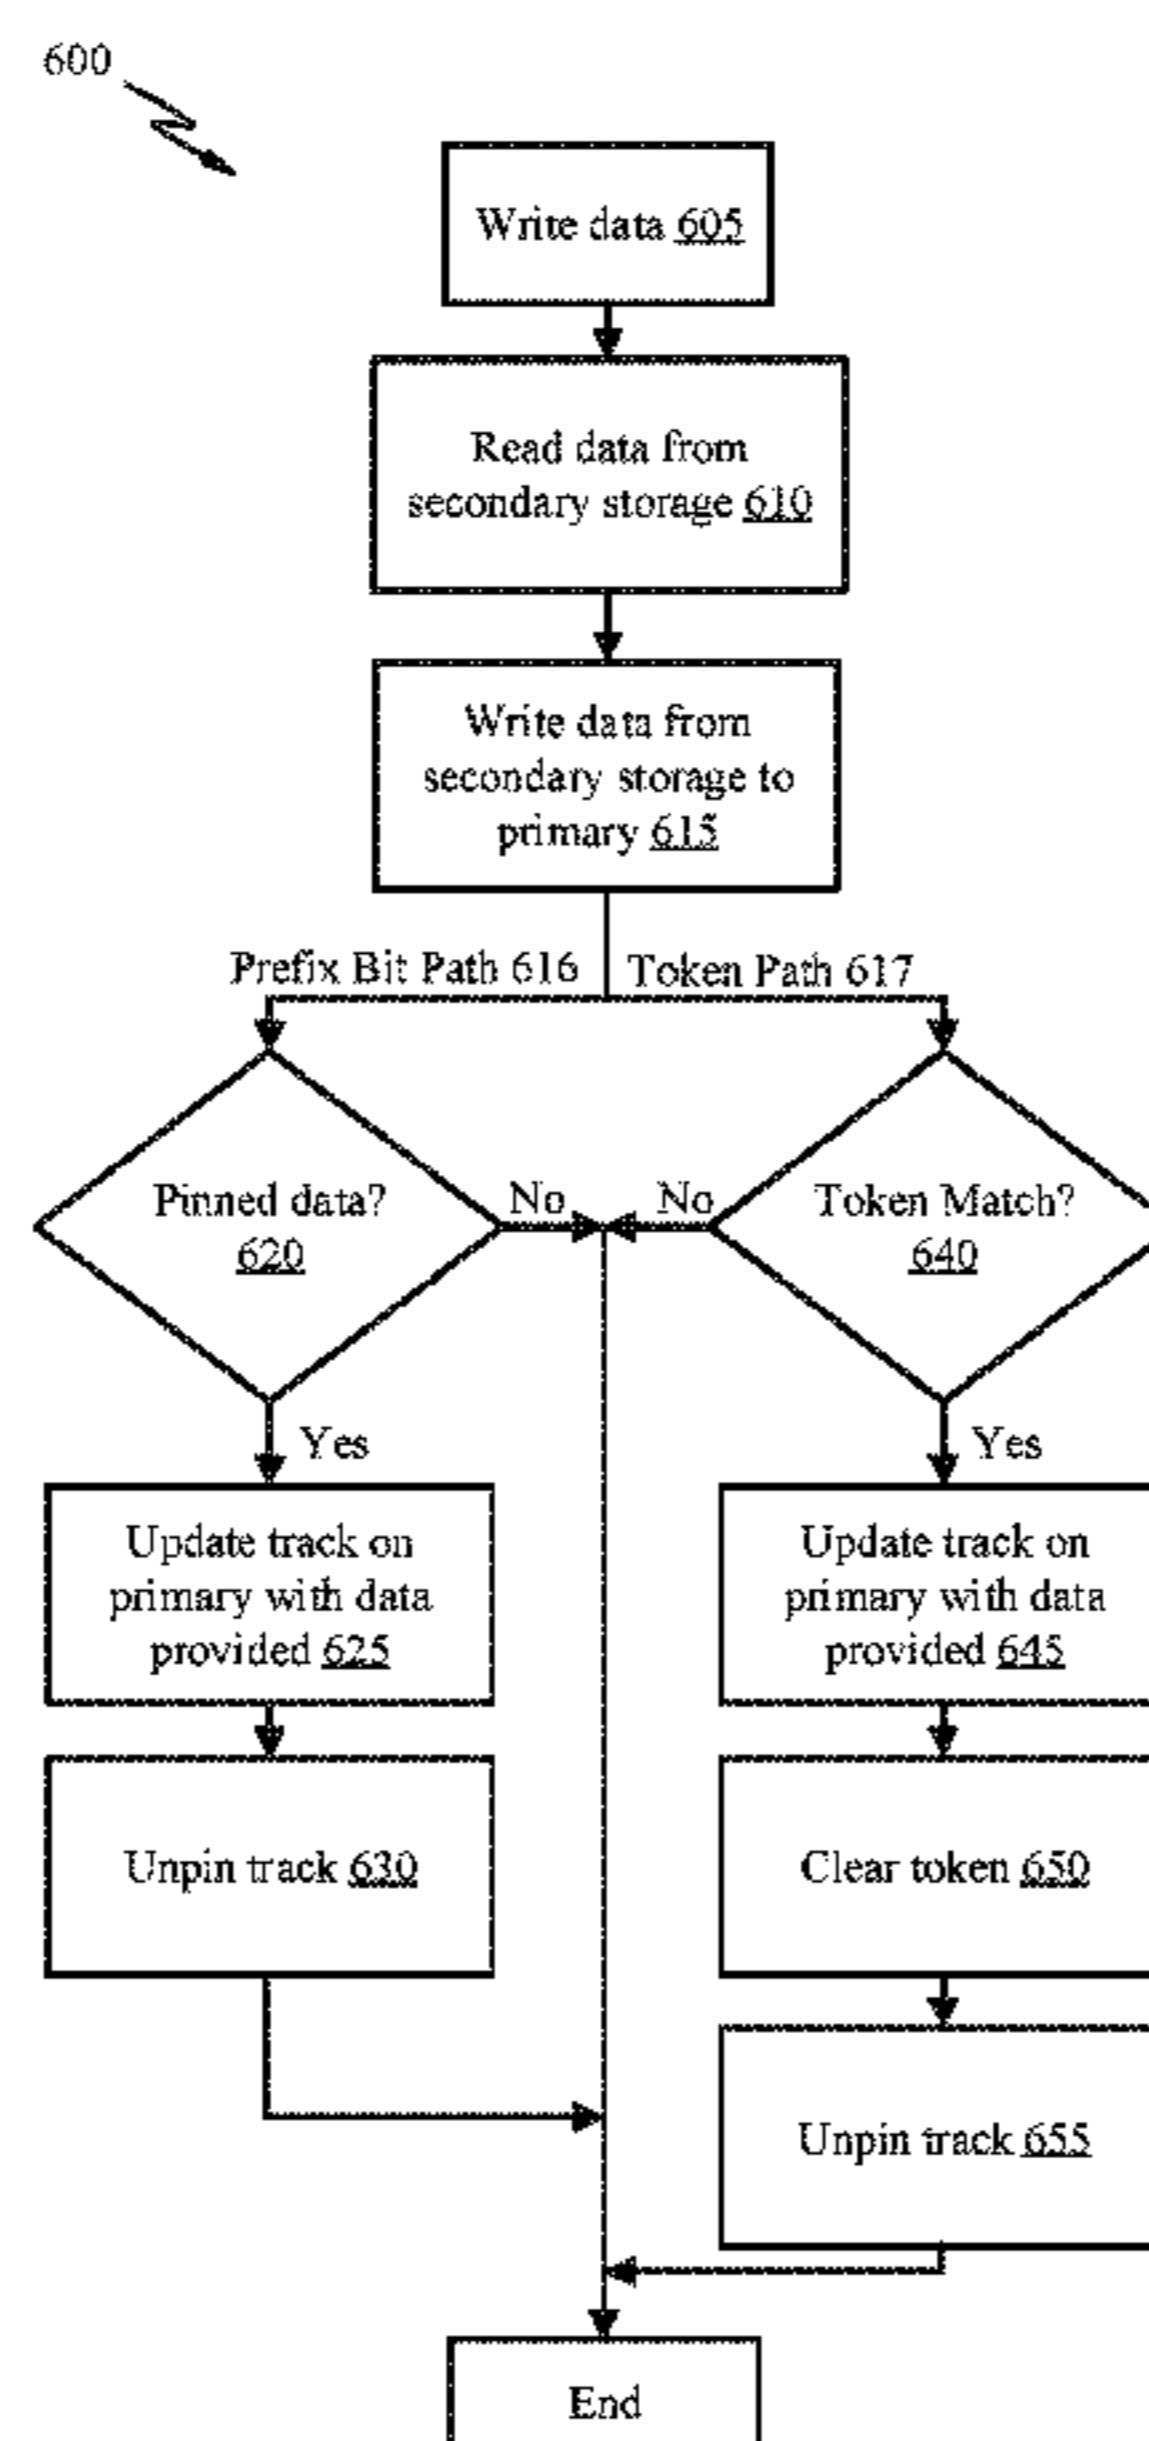 600
Write data 605
Read data from
secondary storage 610
Write data from
secondary storage to
primary 615
Prefix Bit Path 616
Token Path 617
Pinned data?
620
No
No
Token Match?
640
Yes
Yes
Update track on
primary with data
provided 625
Update track on
primary with data
provided 645
Unpin track 630
Clear token 650
Unpin track 655
End